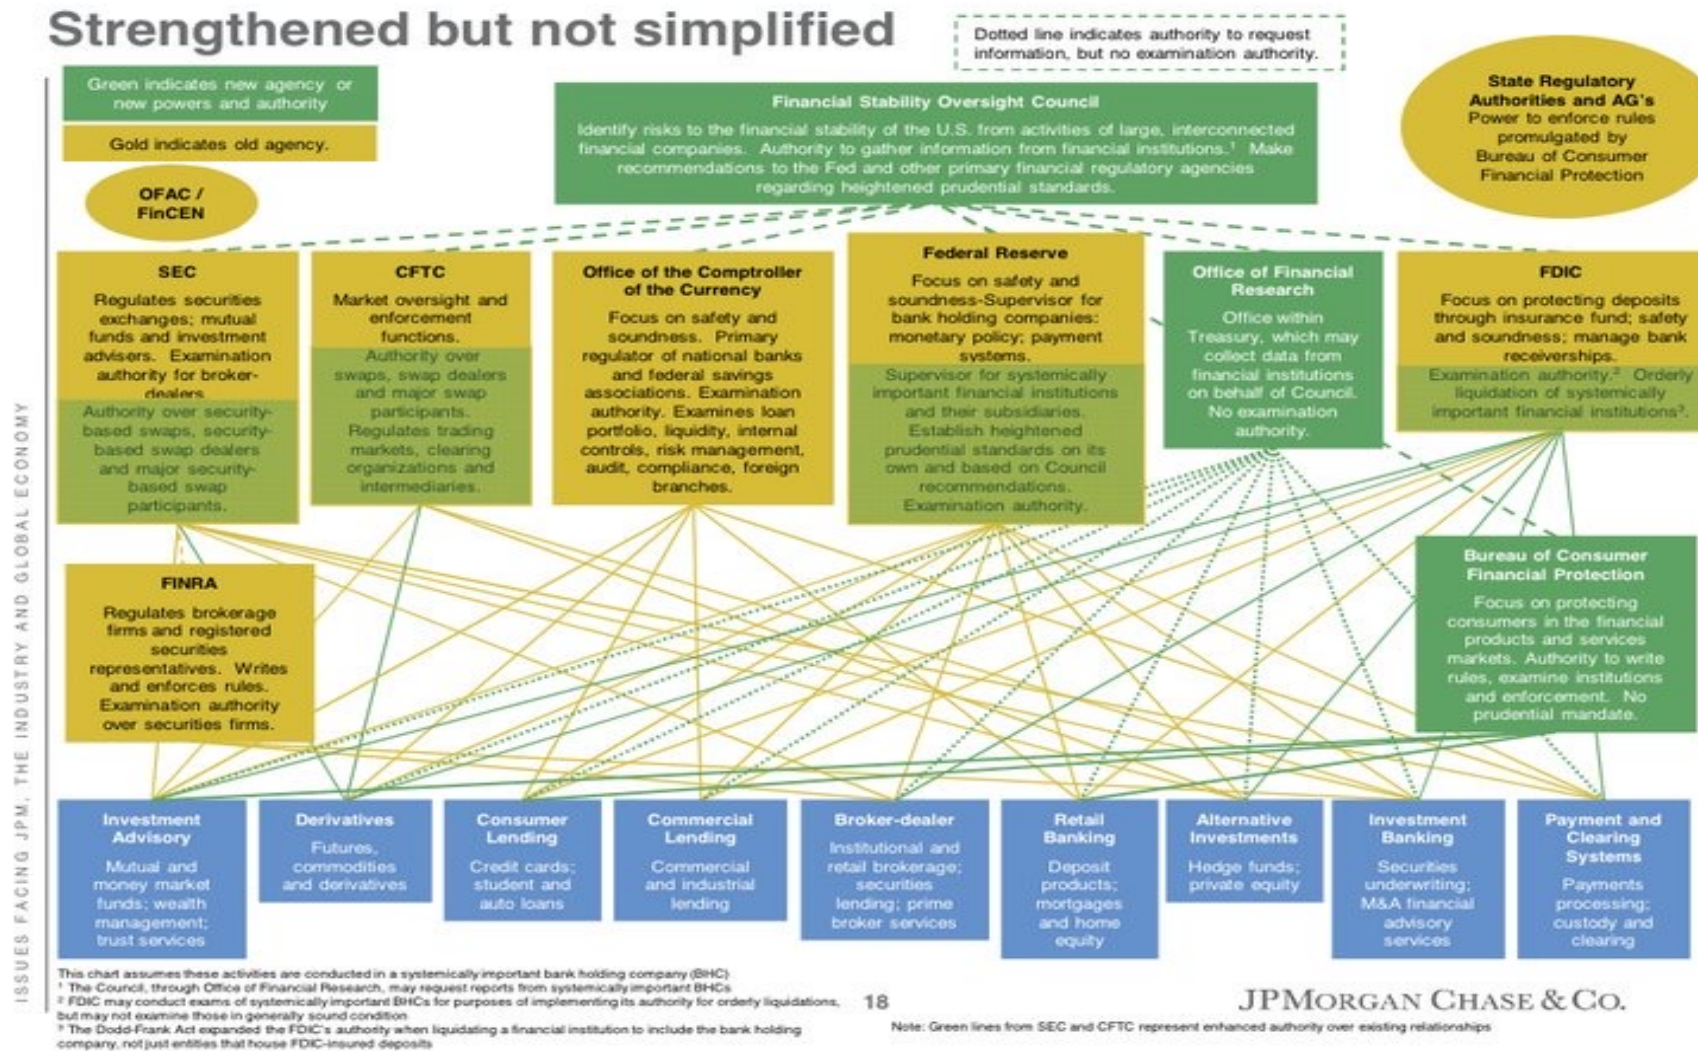 Strengthened but not simplified
Dotted line indicates authority to request
information, but no examination authority.
Green indicates new agency or
new powers and authority
Gold indicates old agency.
Financial Stability Oversight Council
Identify risks to the financial stability of the U.S. from activities of large, interconnected
financial companies. Authority to gather information from financial institutions.¹ Make
recommendations to the Fed and other primary financial regulatory agencies
regarding heightened prudential standards.
State Regulatory
Authorities and AG's
Power to enforce rules
promulgated by
Bureau of Consumer
Financial Protection
OFAC /
FinCEN
SEC
Regulates securities
exchanges; mutual
funds and investment
advisers. Examination
authority for broker-
dealers
Authority over security-
based swaps, security-
based swap dealers
and major security-
based swap
participants.
CFTC
Market oversight and
enforcement
functions.
Authority over
swaps, swap dealers
and major swap
participants.
Regulates trading
markets, clearing
organizations and
intermediaries.
Office of the Comptroller
of the Currency
Focus on safety and
soundness. Primary
regulator of national banks
and federal savings
associations. Examination
authority. Examines loan
portfolio, liquidity, internal
controls, risk management,
audit, compliance, foreign
branches.
Federal Reserve
Focus on safety and
soundness-Supervisor for
bank holding companies:
monetary policy; payment
systems.
Supervisor for systemically
important financial institutions
and their subsidiaries.
Establish heightened
prudential standards on its
own and based on Council
recommendations.
Examination authority.
Office of Financial
Research
Office within
Treasury, which may
collect data from
financial institutions
on behalf of Council.
No examination
authority.
FDIC
Focus on protecting deposits
through insurance fund; safety
and soundness; manage bank
receiverships.
Examination authority.² Orderly
liquidation of systemically
important financial institutions³.
FINRA
Regulates brokerage
firms and registered
securities
representatives. Writes
and enforces rules.
Examination authority
over securities firms.
Bureau of Consumer
Financial Protection
Focus on protecting
consumers in the financial
products and services
markets. Authority to write
rules, examine institutions
and enforcement. No
prudential mandate.
Investment
Advisory
Mutual and
money market
funds; wealth
management;
trust services
Derivatives
Futures,
commodities
and derivatives
Consumer
Lending
Credit cards;
student and
auto loans
Commercial
Lending
Commercial
and industrial
lending
Broker-dealer
Institutional and
retail brokerage;
securities
lending; prime
broker services
Retail
Banking
Deposit
products;
mortgages
and home
equity
Alternative
Investments
Hedge funds;
private equity
Investment
Banking
Securities
underwriting;
M&A financial
advisory
services
Payment and
Clearing
Systems
Payments
processing;
custody and
clearing
ISSUES FACING JPM, THE INDUSTRY AND GLOBAL ECONOMY
This chart assumes these activities are conducted in a systemically important bank holding company (BHC)
¹ The Council, through Office of Financial Research, may request reports from systemically important BHCs
² FDIC may conduct exams of systemically important BHCs for purposes of implementing its authority for orderly liquidations,
but may not examine those in generally sound condition
³ The Dodd-Frank Act expanded the FDIC's authority when liquidating a financial institution to include the bank holding
company, not just entities that house FDIC-insured deposits
18
JPMORGAN CHASE & CO.
Note: Green lines from SEC and CFTC represent enhanced authority over existing relationships